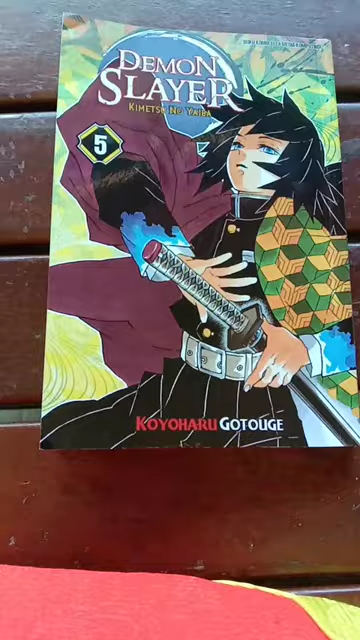 DEMON
SLAYER
KIMETSU NO YAIBA
5
KOYOHARU GOTOUGE